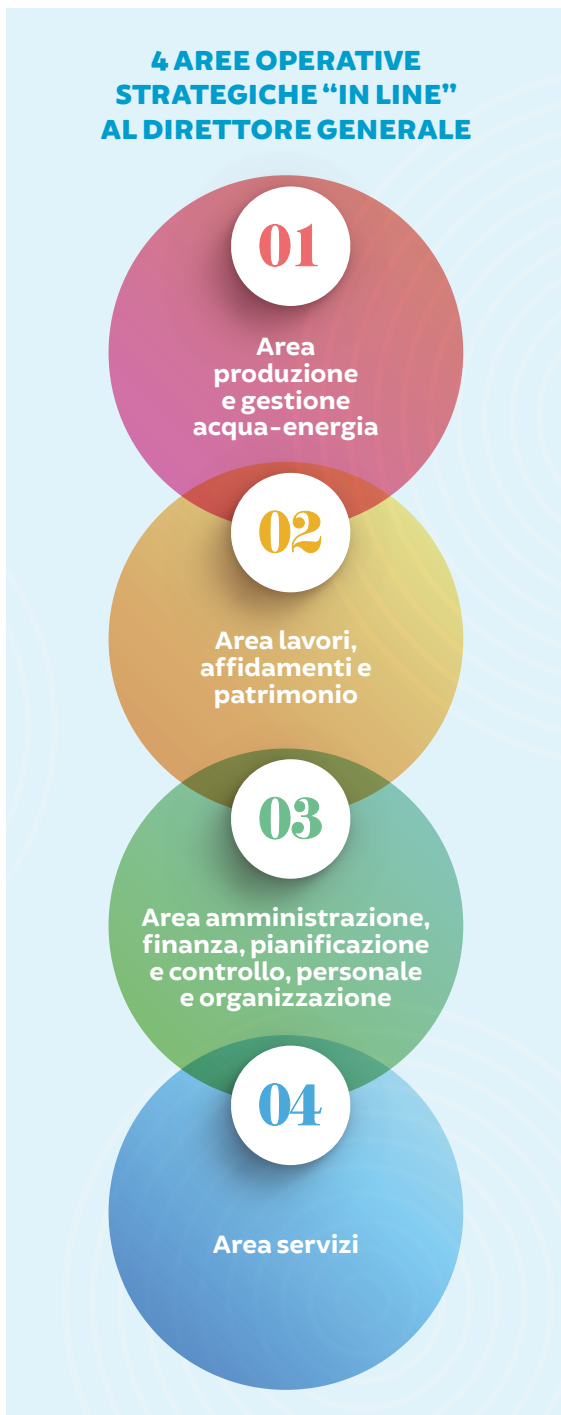 4 AREE OPERATIVE
STRATEGICHE “IN LINE”
AL DIRETTORE GENERALE
01
Area
produzione
e gestione
acqua-energia
02
Area lavori,
affidamenti e
patrimonio
03
Area amministrazione,
finanza, pianificazione
e controllo, personale
e organizzazione
04
Area servizi